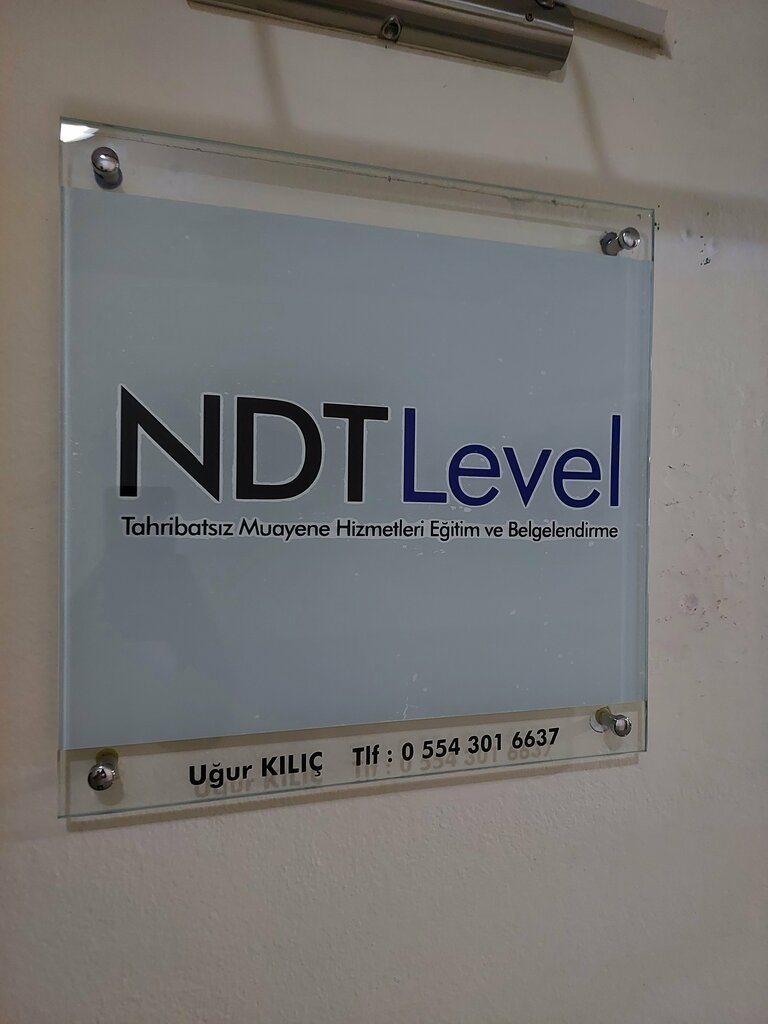 NDTLevel
Tahribatsız Muayene Hizmetleri Eğitim ve Belgelendirme
Uğur KILIÇ Tlf : 0 554 301 6637